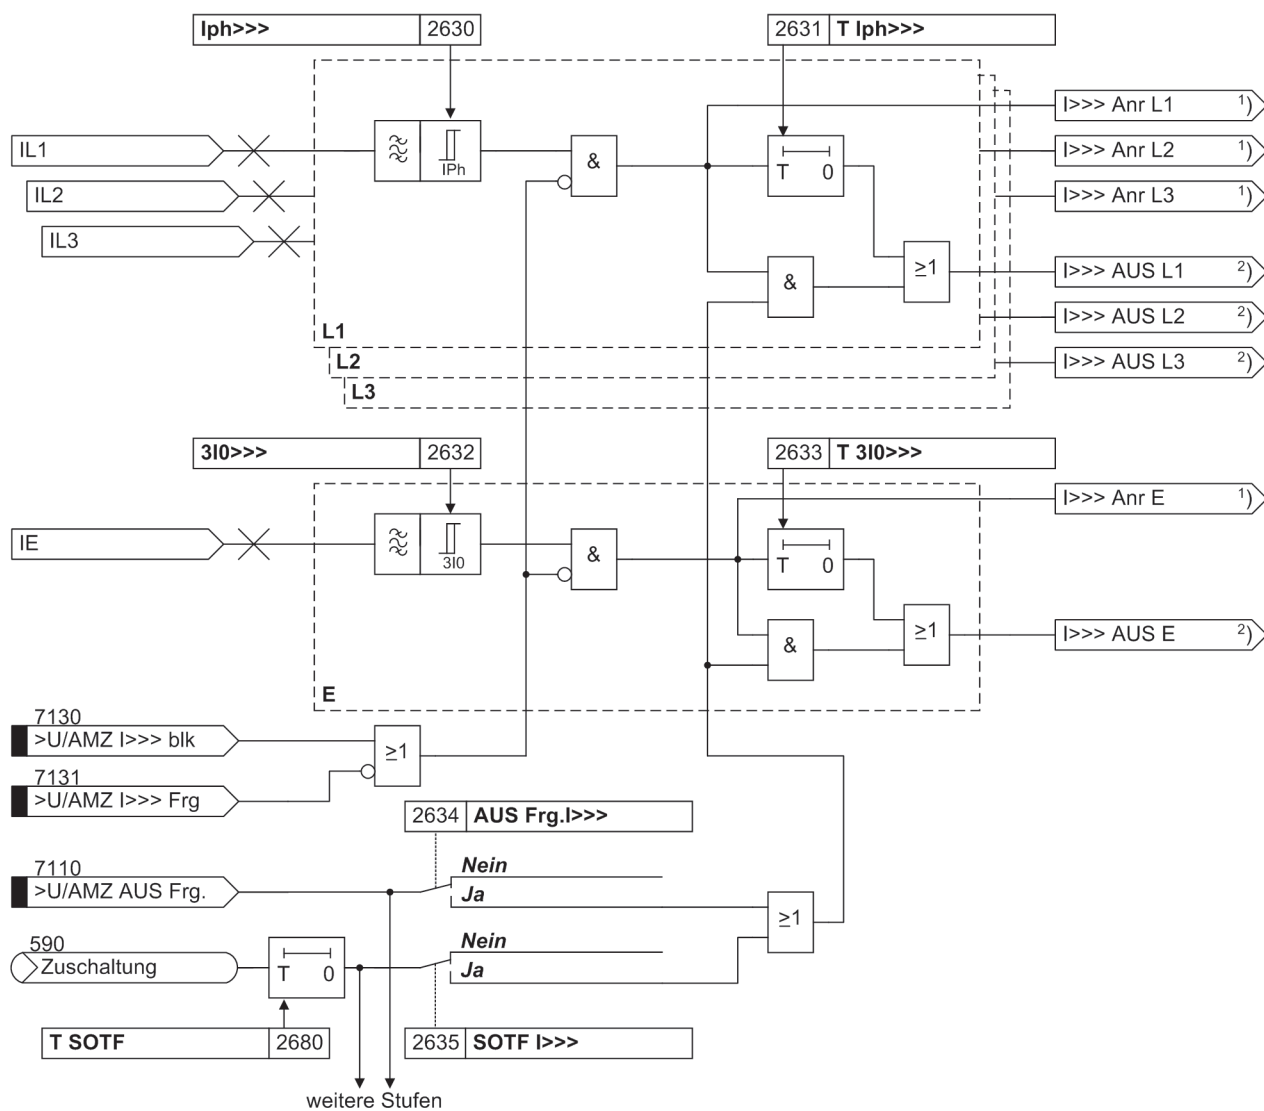 Iph>>> 2630
2631 T Iph>>>
I>>> Anr L1 1)
IL1
IPh
&
T 0
I>>> Anr L2 1)
IL2
I>>> Anr L3 1)
IL3
&
≥1
I>>> AUS L1 2)
I>>> AUS L2 2)
L1
L2
I>>> AUS L3 2)
L3
3I0>>> 2632
2633 T 3I0>>>
I>>> Anr E 1)
IE
3I0
&
T 0
&
≥1
I>>> AUS E 2)
E
7130
>U/AMZ I>>> blk
≥1
7131
>U/AMZ I>>> Frg
2634 AUS Frg.I>>>
7110
>U/AMZ AUS Frg.
Nein
Ja
≥1
590
Zuschaltung
T 0
Nein
Ja
T SOTF 2680
2635 SOTF I>>>
weitere Stufen